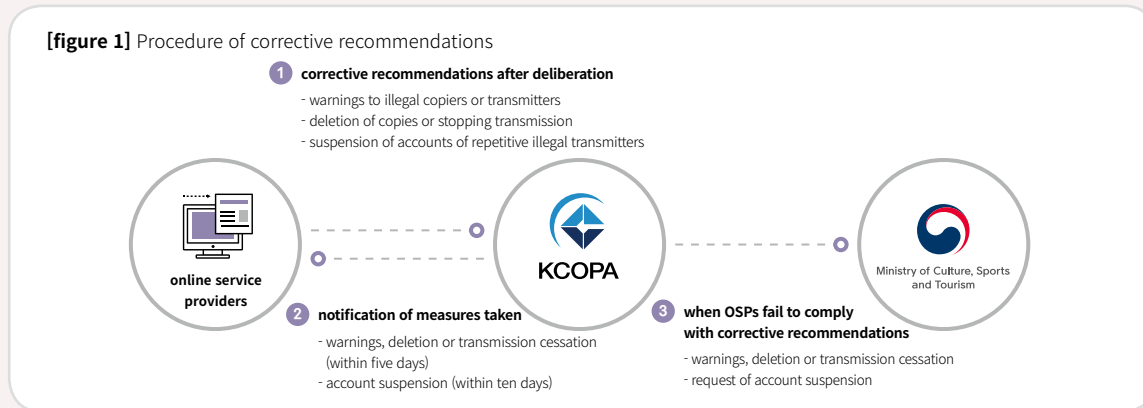 [figure 1] Procedure of corrective recommendations
1 corrective recommendations after deliberation
- warnings to illegal copiers or transmitters
- deletion of copies or stopping transmission
- suspension of accounts of repetitive illegal transmitters
online service
providers
KCOPA
Ministry of Culture, Sports
and Tourism
2 notification of measures taken
- warnings, deletion or transmission cessation
(within five days)
- account suspension (within ten days)
3 when OSPs fail to comply
with corrective recommendations
- warnings, deletion or transmission cessation
- request of account suspension